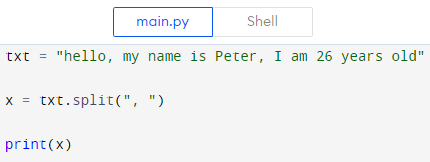 main.py Shell
txt = "hello, my name is Peter, I am 26 years old"
x = txt.split(", ")
print(x)